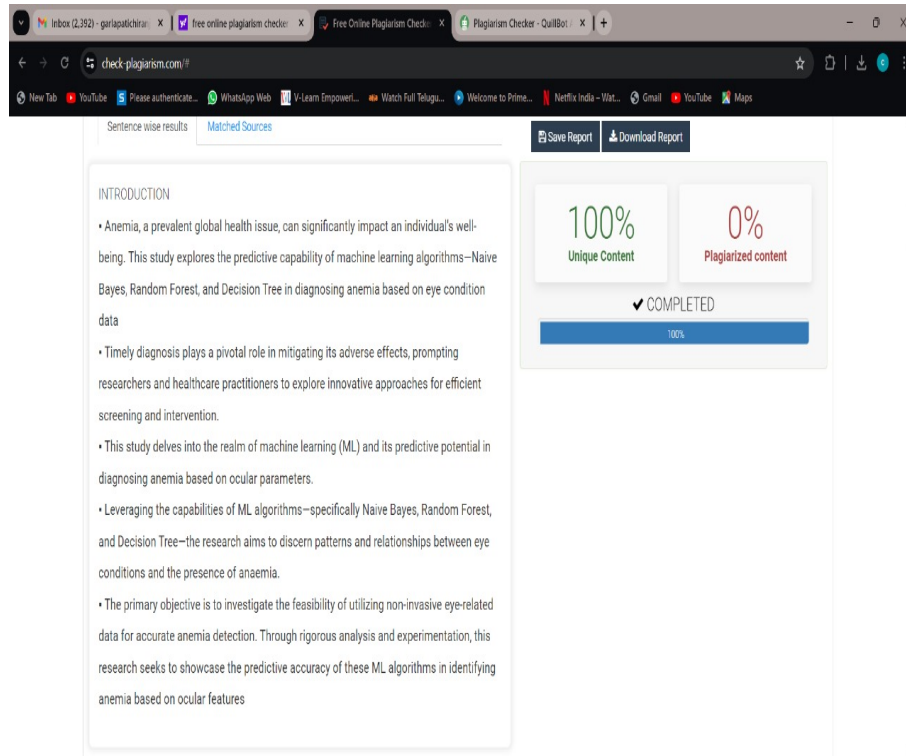 Inbox (2,392) - garlapatichiran
free online plagiarism checker
Free Online Plagiarism Checke
Plagiarism Checker - QuillBot A
check-plagiarism.com/#
New Tab YouTube Please authenticate... WhatsApp Web V-Learn Empoweri... Watch Full Telugu... Welcome to Prime... Netflix India – Wat... Gmail YouTube Maps
Sentence wise results Matched Sources
Save Report Download Report
INTRODUCTION
• Anemia, a prevalent global health issue, can significantly impact an individual's well-
being. This study explores the predictive capability of machine learning algorithms—Naive
Bayes, Random Forest, and Decision Tree in diagnosing anemia based on eye condition
data
• Timely diagnosis plays a pivotal role in mitigating its adverse effects, prompting
researchers and healthcare practitioners to explore innovative approaches for efficient
screening and intervention.
• This study delves into the realm of machine learning (ML) and its predictive potential in
diagnosing anemia based on ocular parameters.
• Leveraging the capabilities of ML algorithms—specifically Naive Bayes, Random Forest,
and Decision Tree—the research aims to discern patterns and relationships between eye
conditions and the presence of anaemia.
• The primary objective is to investigate the feasibility of utilizing non-invasive eye-related
data for accurate anemia detection. Through rigorous analysis and experimentation, this
research seeks to showcase the predictive accuracy of these ML algorithms in identifying
anemia based on ocular features
100%
Unique Content
0%
Plagiarized content
COMPLETED
100%